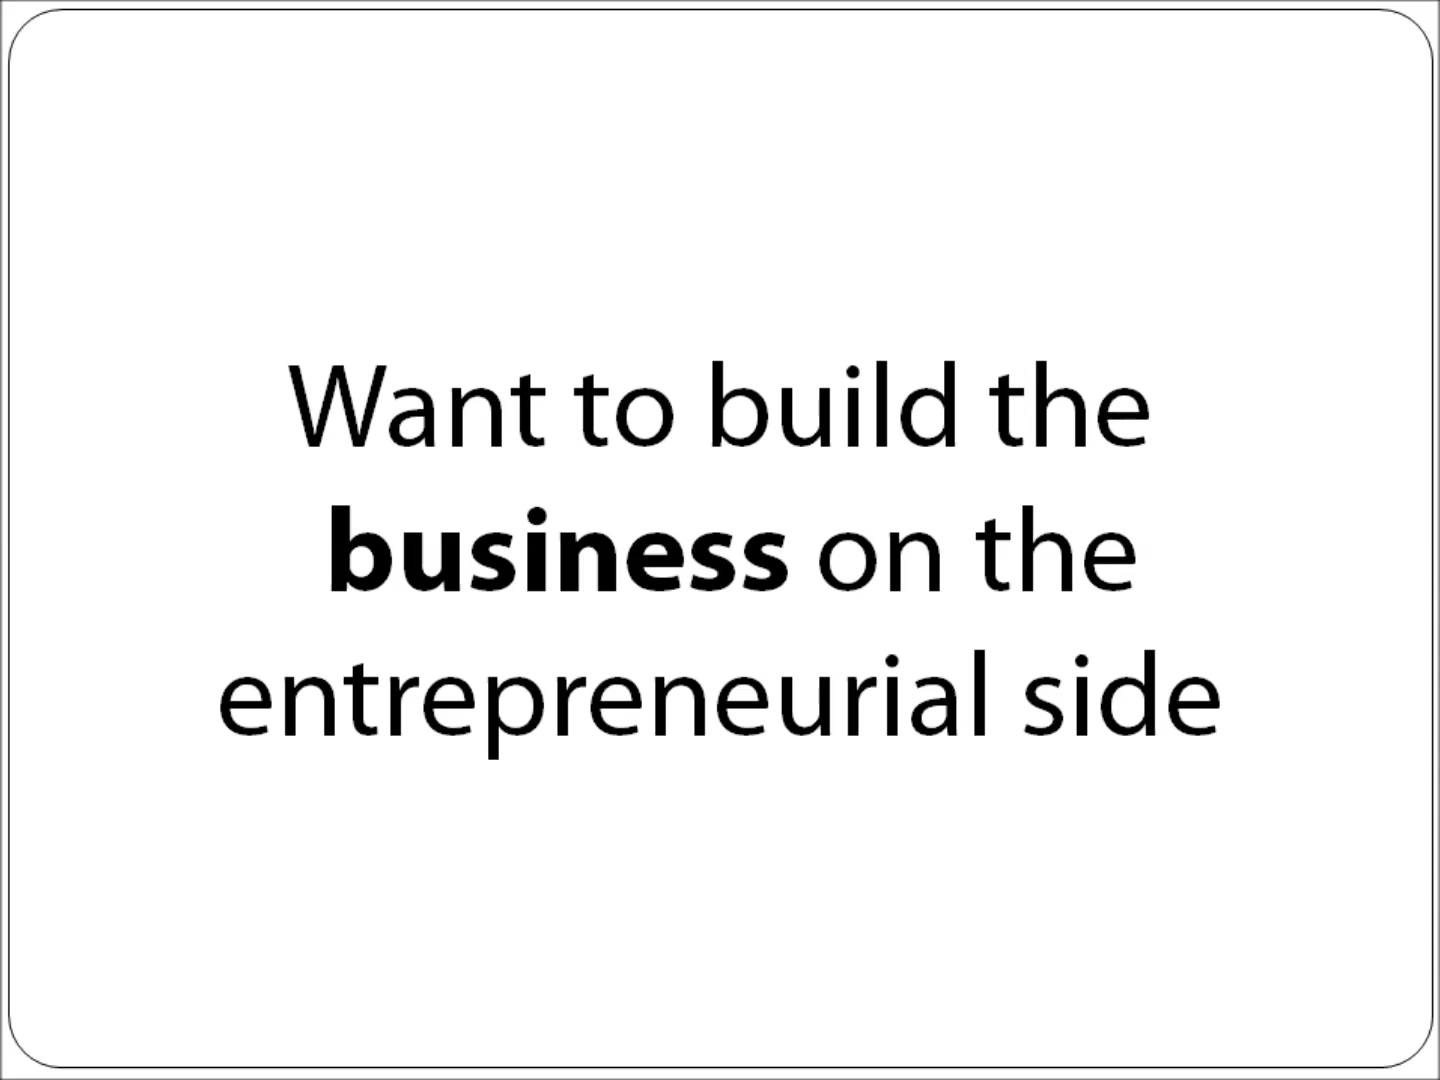 Want to build the
business on the
entrepreneurial side